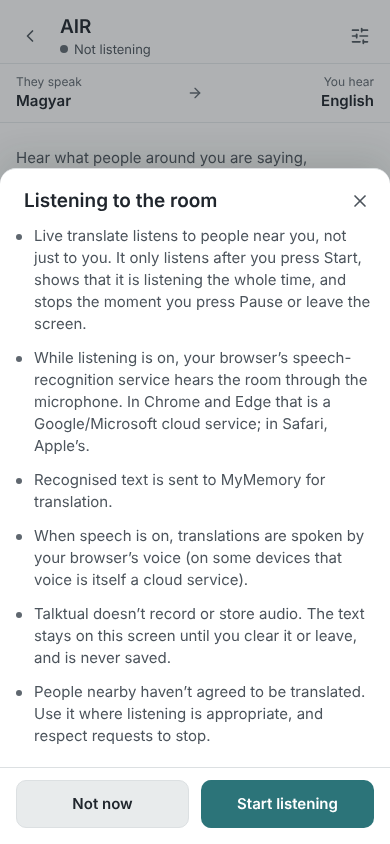 AIR
Not listening
They speak
Magyar
→
You hear
English
Hear what people around you are saying,
Listening to the room
Live translate listens to people near you, not
just to you. It only listens after you press Start,
shows that it is listening the whole time, and
stops the moment you press Pause or leave the
screen.
While listening is on, your browser’s speech-
recognition service hears the room through the
microphone. In Chrome and Edge that is a
Google/Microsoft cloud service; in Safari,
Apple’s.
Recognised text is sent to MyMemory for
translation.
When speech is on, translations are spoken by
your browser’s voice (on some devices that
voice is itself a cloud service).
Talktual doesn’t record or store audio. The text
stays on this screen until you clear it or leave,
and is never saved.
People nearby haven’t agreed to be translated.
Use it where listening is appropriate, and
respect requests to stop.
Not now
Start listening